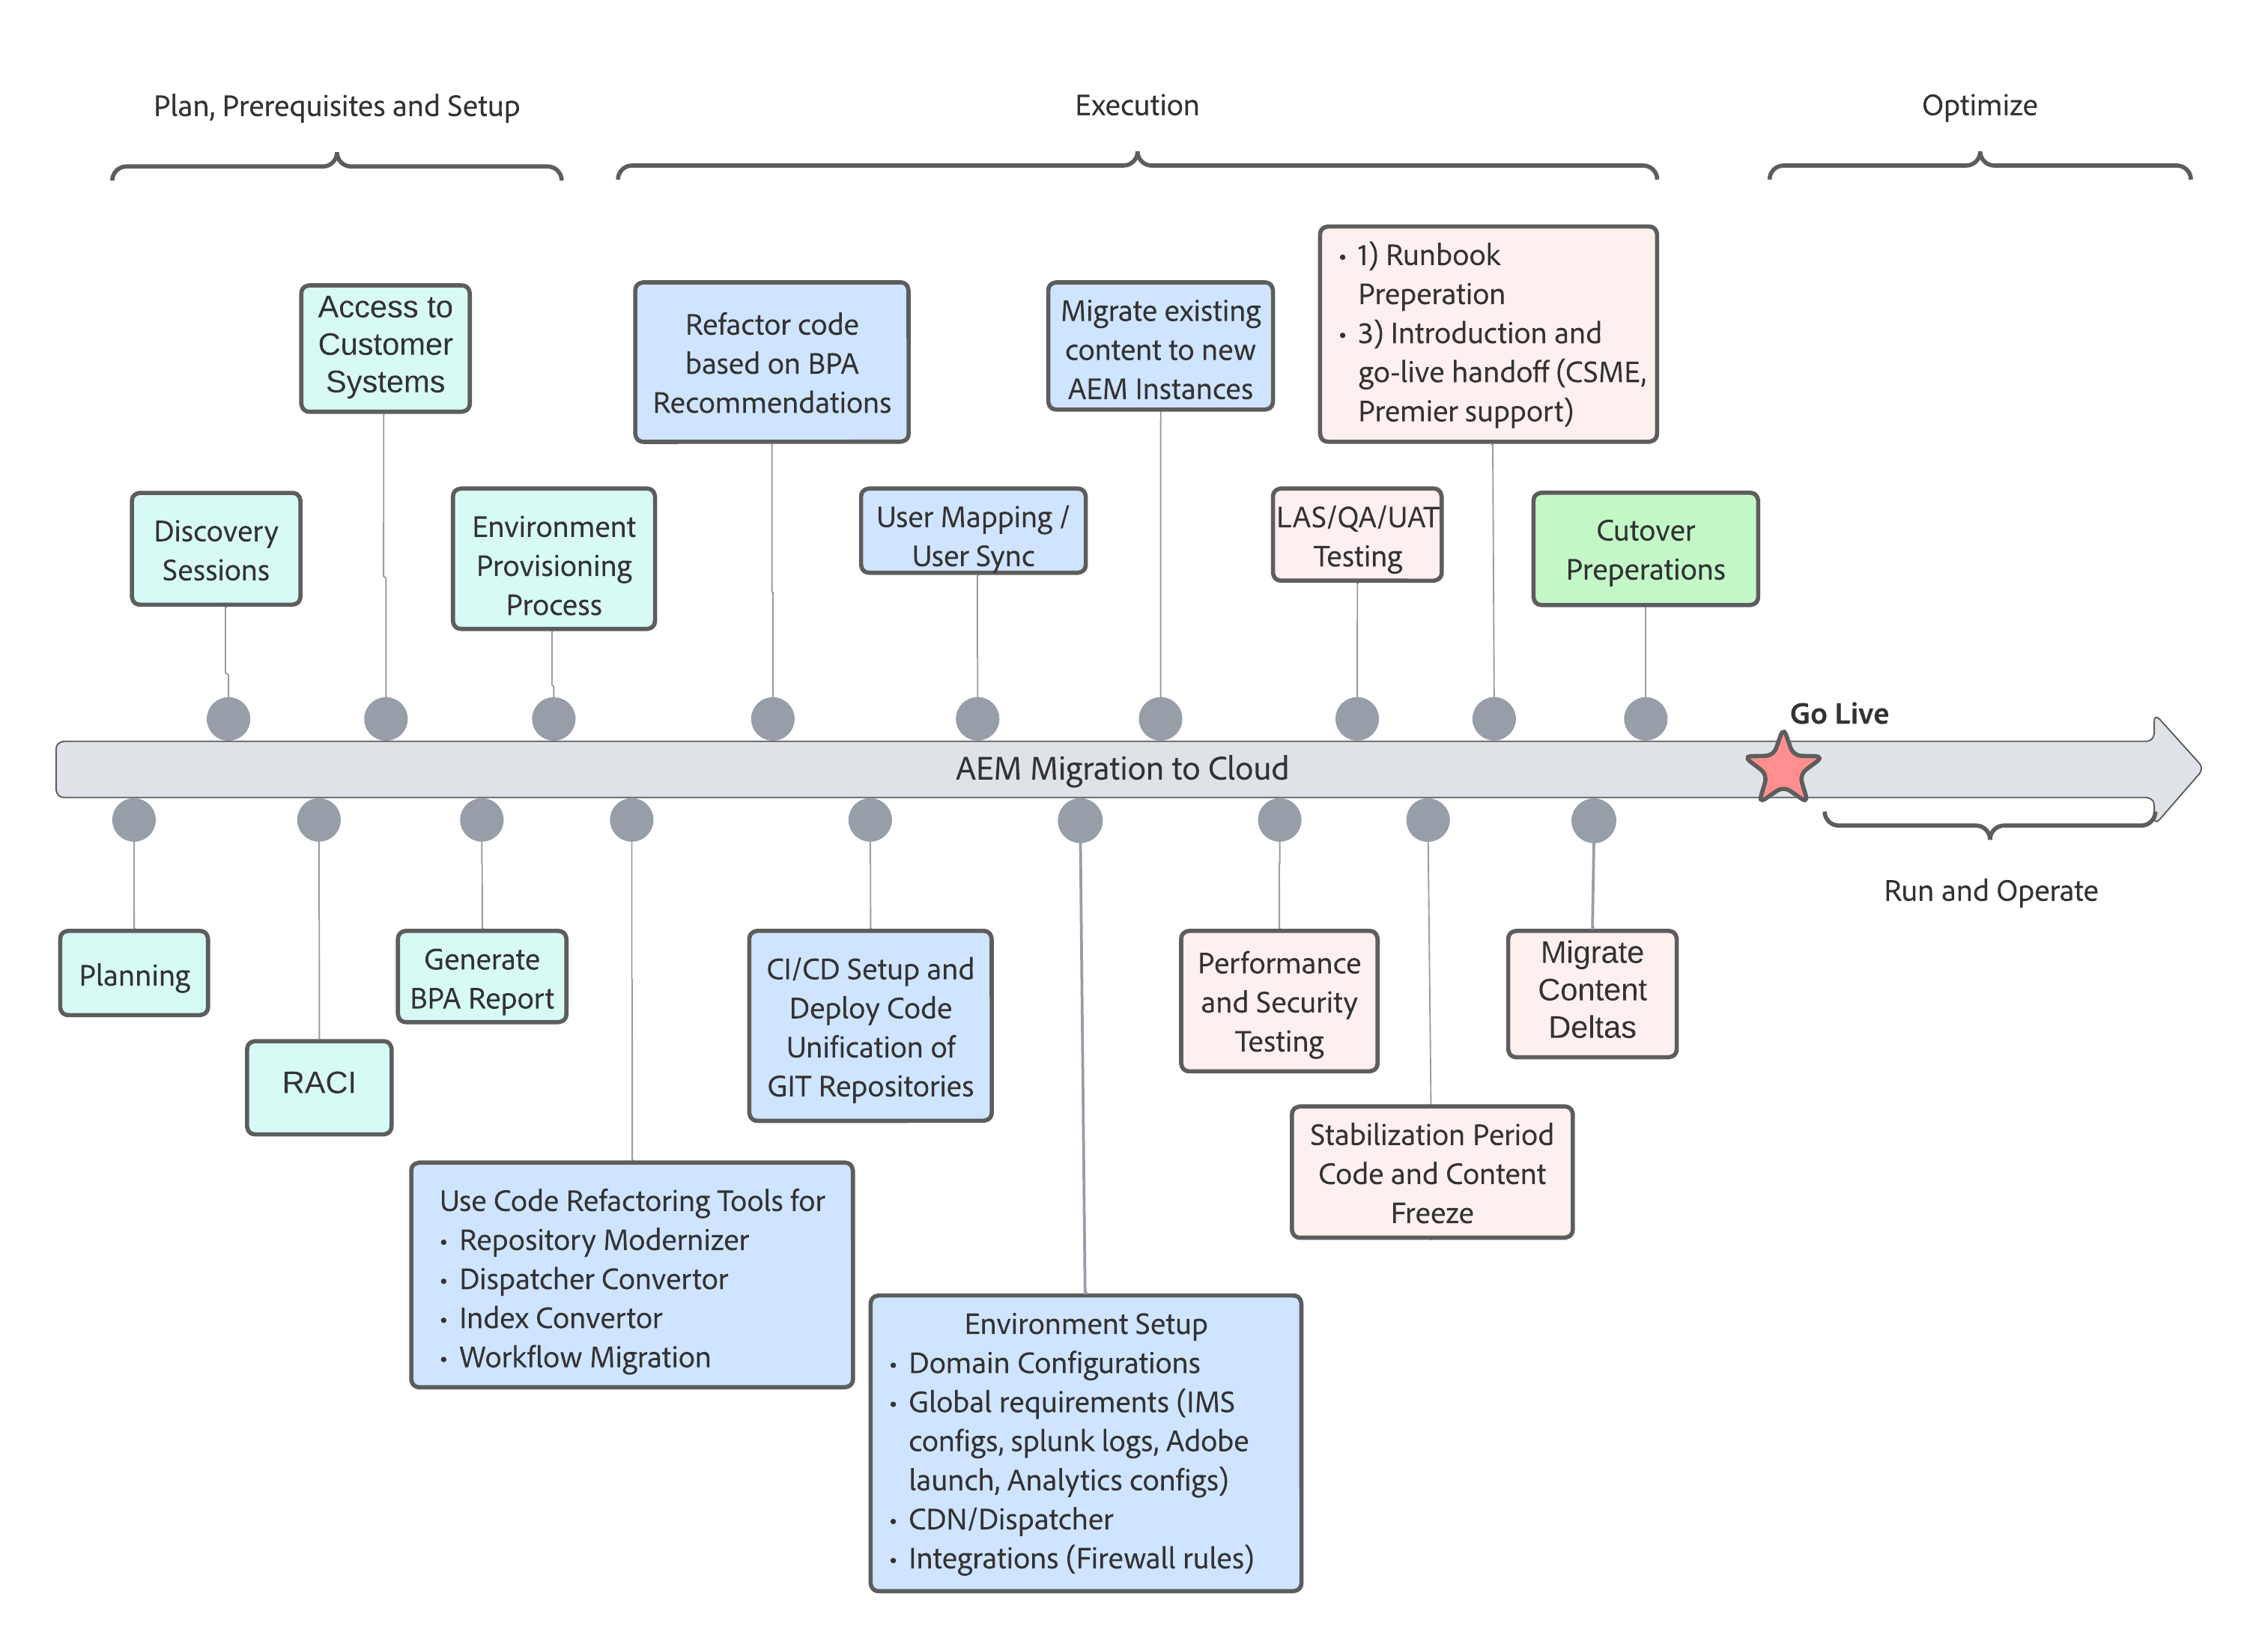 Plan, Prerequisites and Setup
Execution
Optimize
Access to
Customer
Systems
Refactor code
based on BPA
Recommendations
Migrate existing
content to new
AEM Instances
• 1) Runbook
Preperation
• 3) Introduction and
go-live handoff (CSME,
Premier support)
Discovery
Sessions
Environment
Provisioning
Process
User Mapping /
User Sync
LAS/QA/UAT
Testing
Cutover
Preperations
Go Live
AEM Migration to Cloud
Run and Operate
Planning
RACI
Generate
BPA Report
Use Code Refactoring Tools for
• Repository Modernizer
• Dispatcher Convertor
• Index Convertor
• Workflow Migration
CI/CD Setup and
Deploy Code
Unification of
GIT Repositories
Environment Setup
• Domain Configurations
• Global requirements (IMS
configs, splunk logs, Adobe
launch, Analytics configs)
• CDN/Dispatcher
• Integrations (Firewall rules)
Performance
and Security
Testing
Stabilization Period
Code and Content
Freeze
Migrate
Content
Deltas